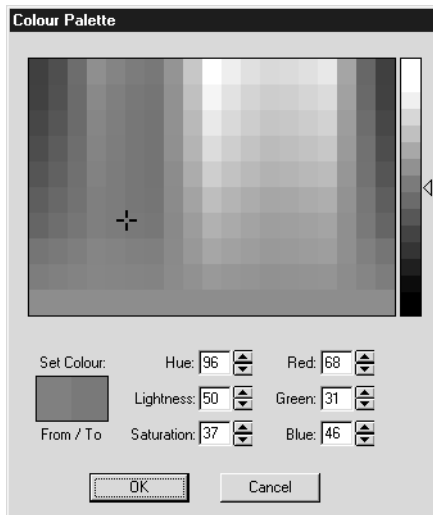 Colour Palette
Set Colour: Hue: 96 Red: 68
Lightness: 50 Green: 31
From / To Saturation: 37 Blue: 46
OK Cancel